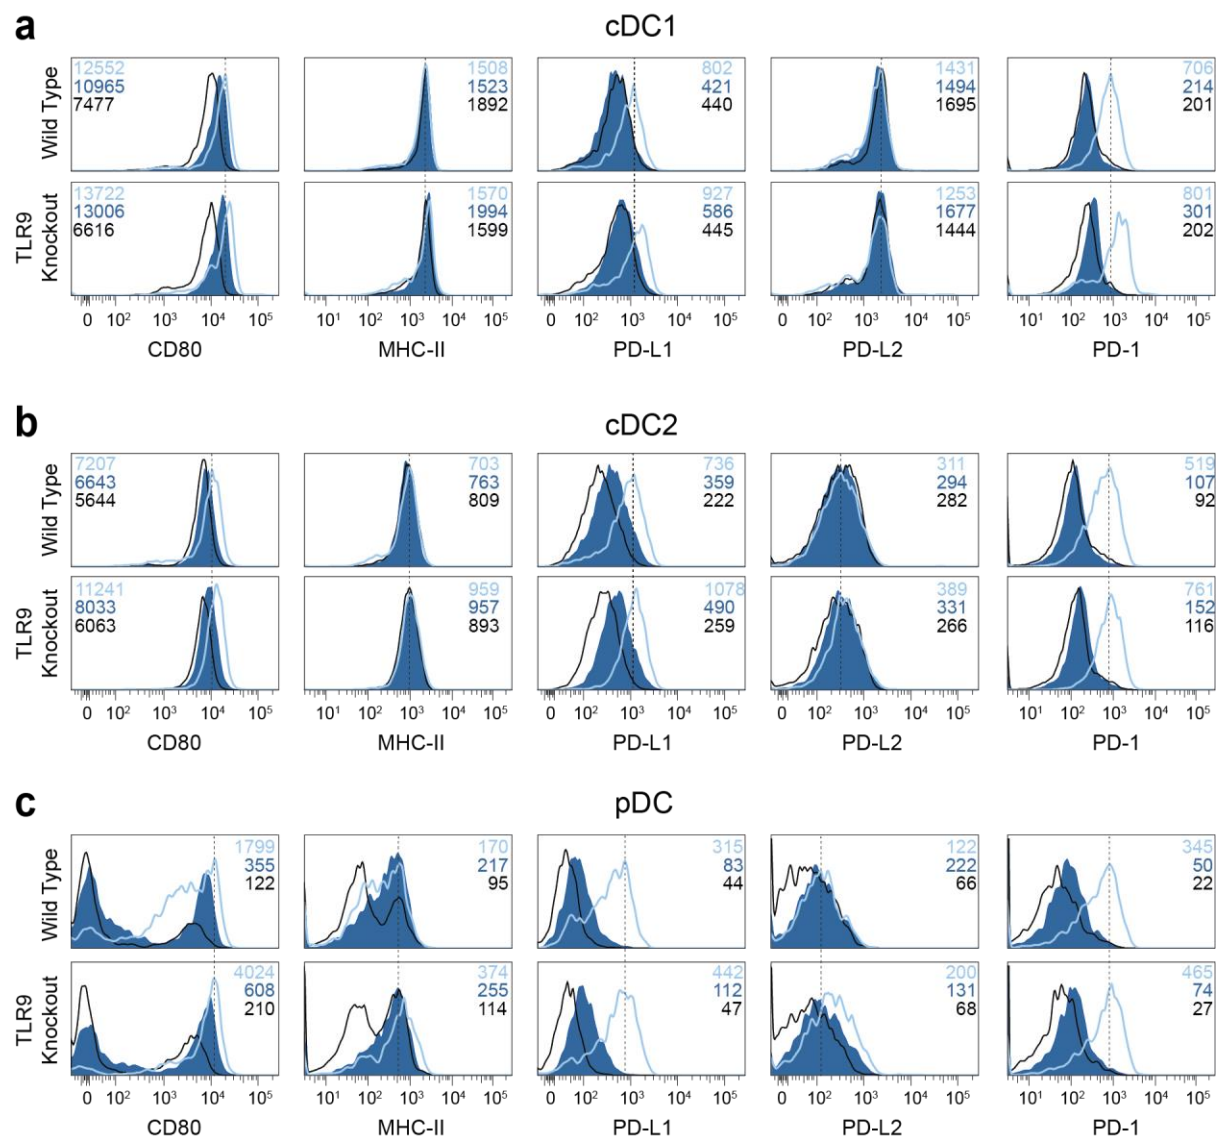 a
cDC1
Wild Type
12552
10965
7477
1508
1523
1892
802
421
440
1431
1494
1695
706
214
201
TLR9
Knockout
13722
13006
6616
1570
1994
1599
927
586
445
1253
1677
1444
801
301
202
0 10² 10³ 10⁴ 10⁵
10¹ 10² 10³ 10⁴ 10⁵
0 10² 10³ 10⁴ 10⁵
0 10² 10³ 10⁴ 10⁵
10¹ 10² 10³ 10⁴ 10⁵
CD80
MHC-II
PD-L1
PD-L2
PD-1
b
cDC2
Wild Type
7207
6643
5644
703
763
809
736
359
222
311
294
282
519
107
92
TLR9
Knockout
11241
8033
6063
959
957
893
1078
490
259
389
331
266
761
152
116
0 10² 10³ 10⁴ 10⁵
10¹ 10² 10³ 10⁴ 10⁵
0 10² 10³ 10⁴ 10⁵
0 10² 10³ 10⁴ 10⁵
10¹ 10² 10³ 10⁴ 10⁵
CD80
MHC-II
PD-L1
PD-L2
PD-1
c
pDC
Wild Type
1799
355
122
170
217
95
315
83
44
122
222
66
345
50
22
TLR9
Knockout
4024
608
210
374
255
114
442
112
47
200
131
68
465
74
27
0 10² 10³ 10⁴ 10⁵
10¹ 10² 10³ 10⁴ 10⁵
0 10² 10³ 10⁴ 10⁵
0 10² 10³ 10⁴ 10⁵
10¹ 10² 10³ 10⁴ 10⁵
CD80
MHC-II
PD-L1
PD-L2
PD-1